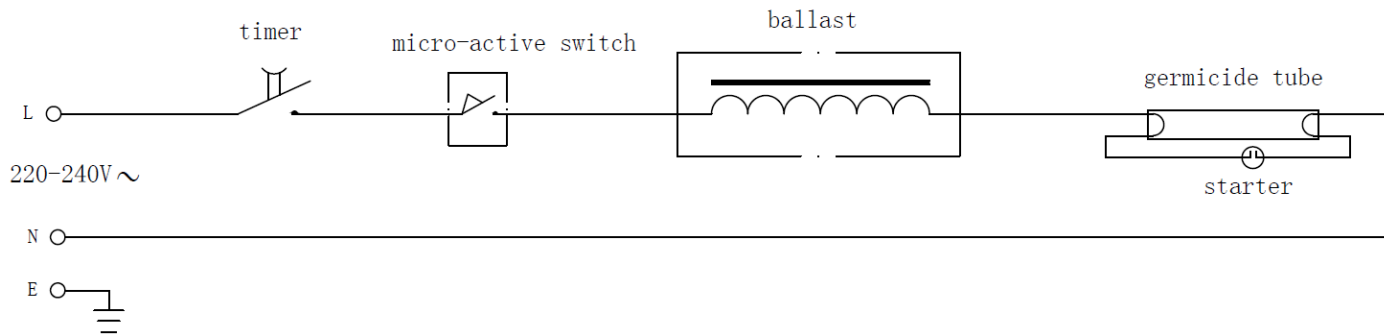 ballast
timer
micro-active switch
germicide tube
L
220-240V～
starter
N
E